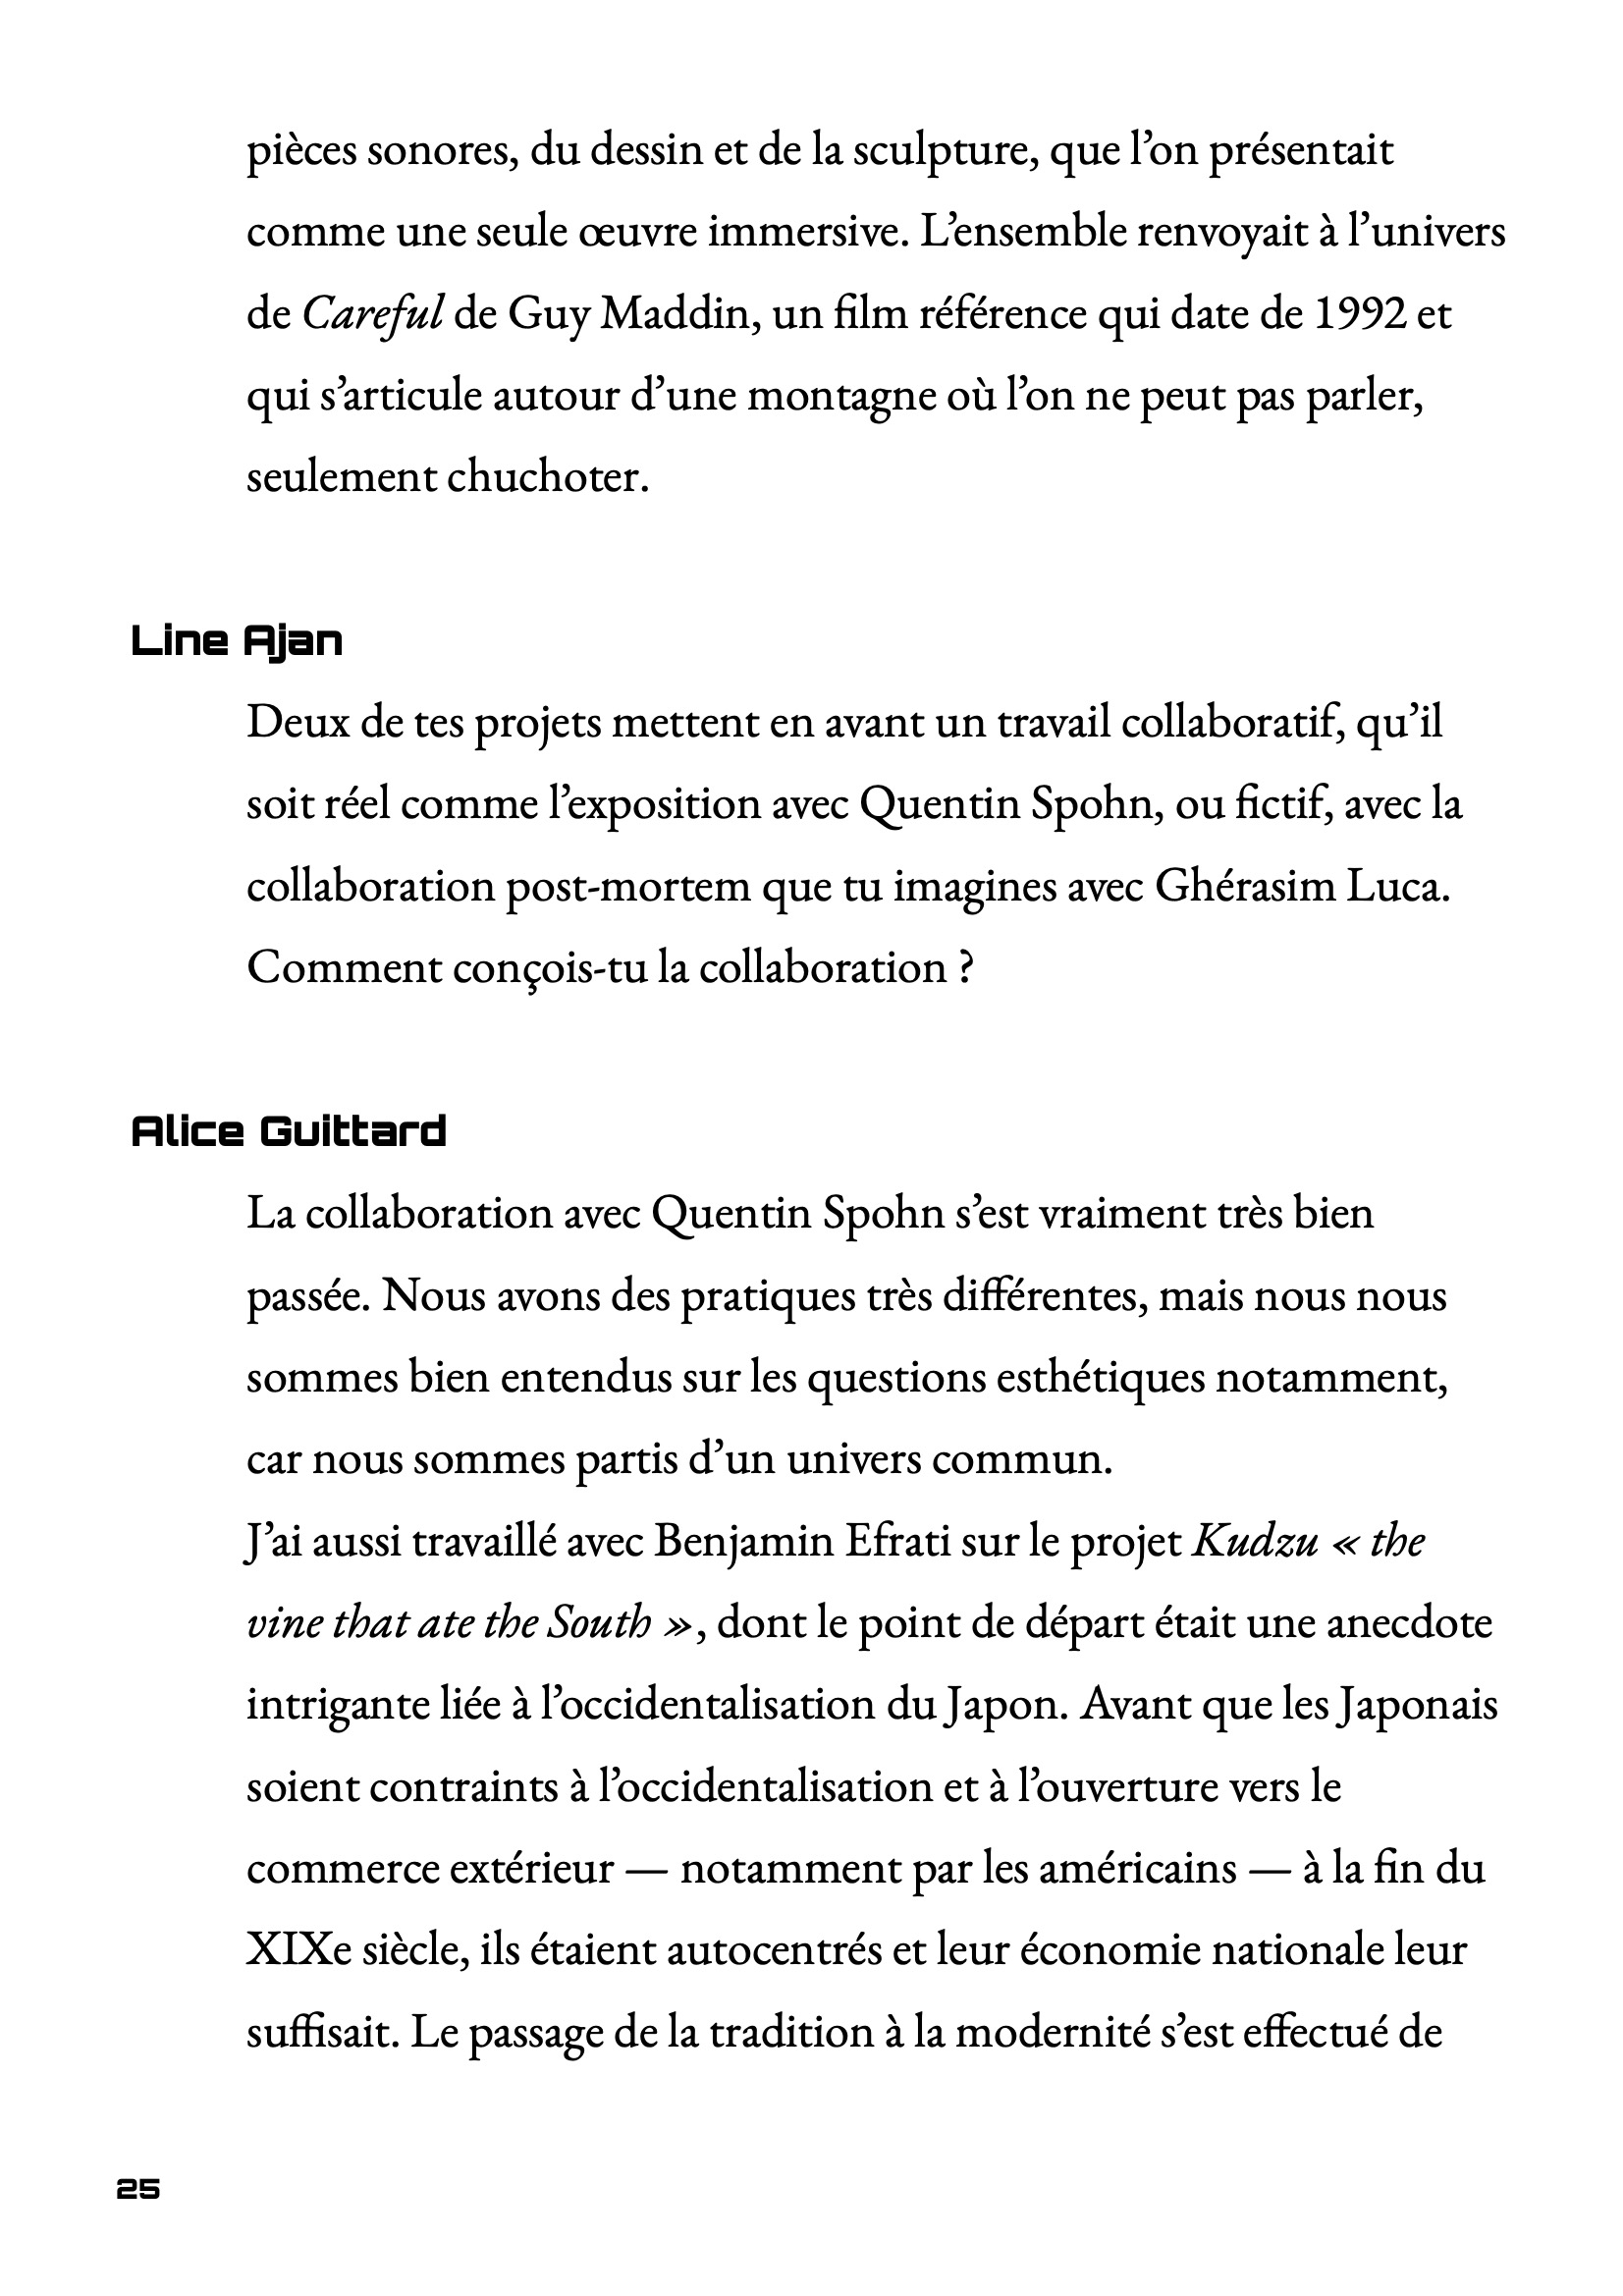 pièces sonores, du dessin et de la sculpture, que l’on présentait
comme une seule œuvre immersive. L’ensemble renvoyait à l’univers
de Careful de Guy Maddin, un film référence qui date de 1992 et
qui s’articule autour d’une montagne où l’on ne peut pas parler,
seulement chuchoter.
Line Ajan
Deux de tes projets mettent en avant un travail collaboratif, qu’il
soit réel comme l’exposition avec Quentin Spohn, ou fictif, avec la
collaboration post-mortem que tu imagines avec Ghérasim Luca.
Comment conçois-tu la collaboration ?
Alice Guittard
La collaboration avec Quentin Spohn s’est vraiment très bien
passée. Nous avons des pratiques très différentes, mais nous nous
sommes bien entendus sur les questions esthétiques notamment,
car nous sommes partis d’un univers commun.
J’ai aussi travaillé avec Benjamin Efrati sur le projet Kudzu « the
vine that ate the South », dont le point de départ était une anecdote
intrigante liée à l’occidentalisation du Japon. Avant que les Japonais
soient contraints à l’occidentalisation et à l’ouverture vers le
commerce extérieur — notamment par les américains — à la fin du
XIXe siècle, ils étaient autocentrés et leur économie nationale leur
suffisait. Le passage de la tradition à la modernité s’est effectué de
25